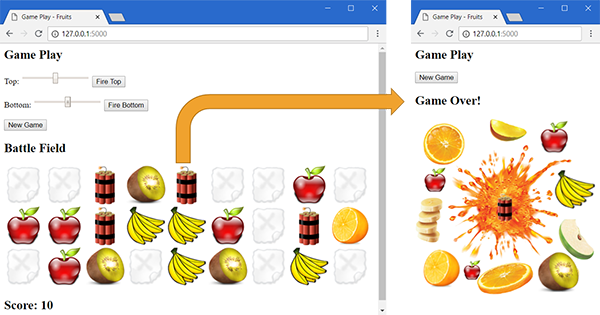 Game Play - Fruits
127.0.0.1:5000
Game Play
Top:
Fire Top
Bottom:
Fire Bottom
New Game
Battle Field
Score: 10
Game Play - Fruits
127.0.0.1:5000
Game Play
New Game
Game Over!